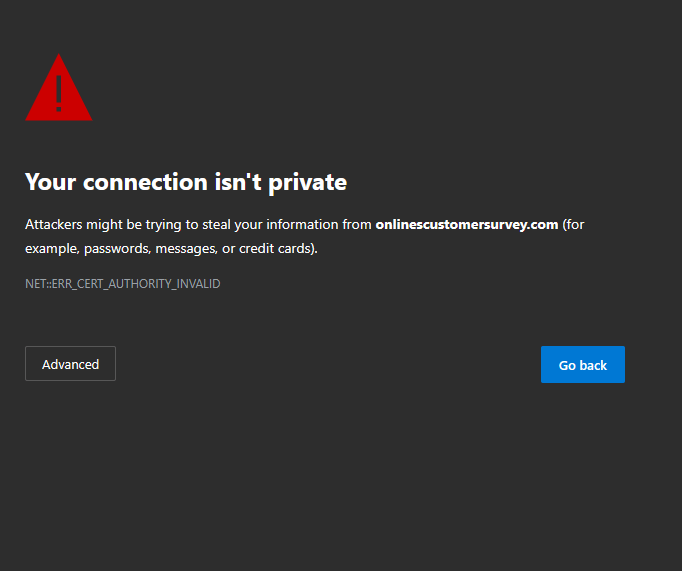 Your connection isn't private
Attackers might be trying to steal your information from onlinescustomersurvey.com (for
example, passwords, messages, or credit cards).
NET::ERR_CERT_AUTHORITY_INVALID
Advanced
Go back